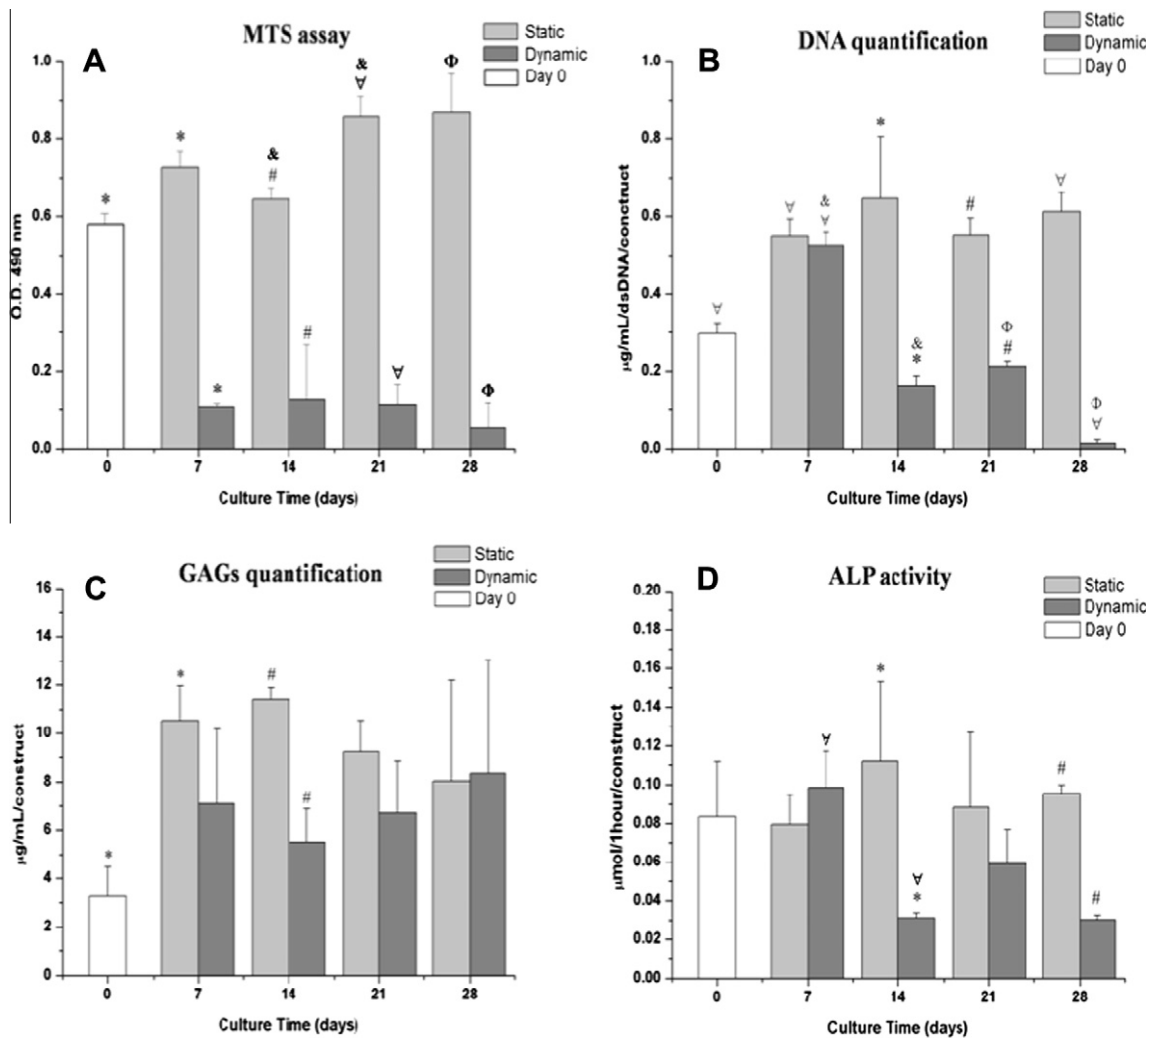 MTS assay
A
Static
Dynamic
Day 0
&
∀
Φ
*
&
#
*
#
*
∀
Φ
1.0
0.8
0.6
0.4
0.2
0.0
O.D. 490 nm
0 7 14 21 28
Culture Time (days)
DNA quantification
B
Static
Dynamic
Day 0
*
∀
&
∀
#
∀
∀
&
*
Φ
#
Φ
∀
1.0
0.8
0.6
0.4
0.2
0.0
µg/mL/dsDNA/conctruct
0 7 14 21 28
Culture Time (days)
GAGs quantification
C
Static
Dynamic
Day 0
*
#
#
*
16
14
12
10
8
6
4
2
0
µg/mL/construct
0 7 14 21 28
Culture Time (days)
ALP activity
D
Static
Dynamic
Day 0
*
∀
#
∀
*
#
0.20
0.18
0.16
0.14
0.12
0.10
0.08
0.06
0.04
0.02
0.00
µmol/1hour/construct
0 7 14 21 28
Culture Time (days)